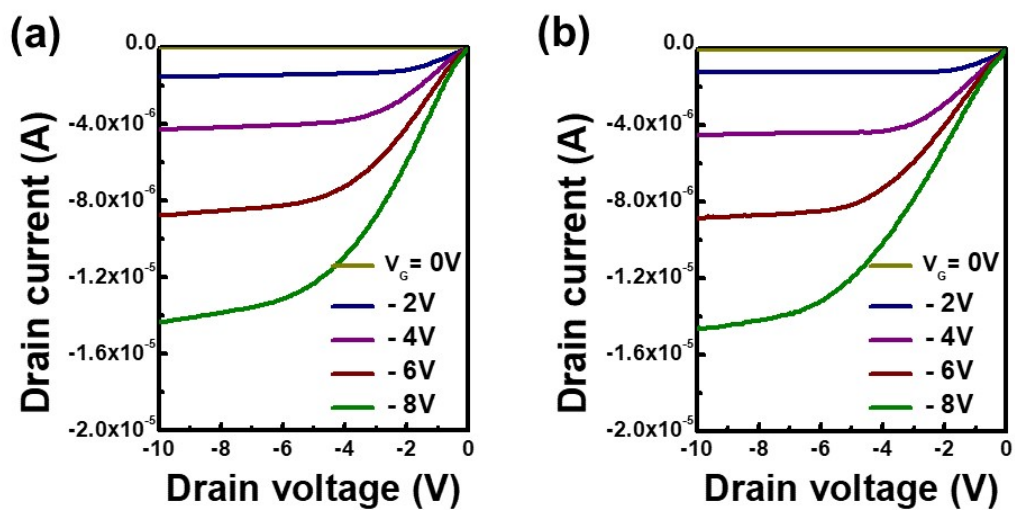 (a)
Drain current (A)
0.0
-4.0x10⁻⁶
-8.0x10⁻⁶
-1.2x10⁻⁵
-1.6x10⁻⁵
-2.0x10⁻⁵
V_G = 0V
- 2V
- 4V
- 6V
- 8V
-10 -8 -6 -4 -2 0
Drain voltage (V)
(b)
Drain current (A)
0.0
-4.0x10⁻⁶
-8.0x10⁻⁶
-1.2x10⁻⁵
-1.6x10⁻⁵
-2.0x10⁻⁵
V_G = 0V
- 2V
- 4V
- 6V
- 8V
-10 -8 -6 -4 -2 0
Drain voltage (V)